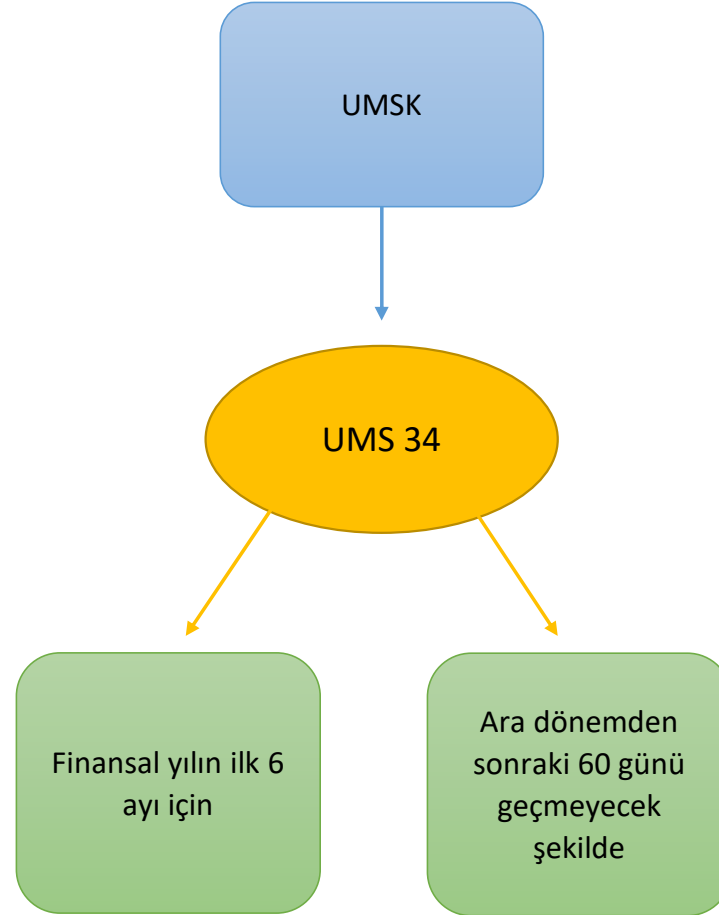 UMSK
UMS 34
Finansal yılın ilk 6
ayı için
Ara dönemden
sonraki 60 günü
geçmeyecek
şekilde